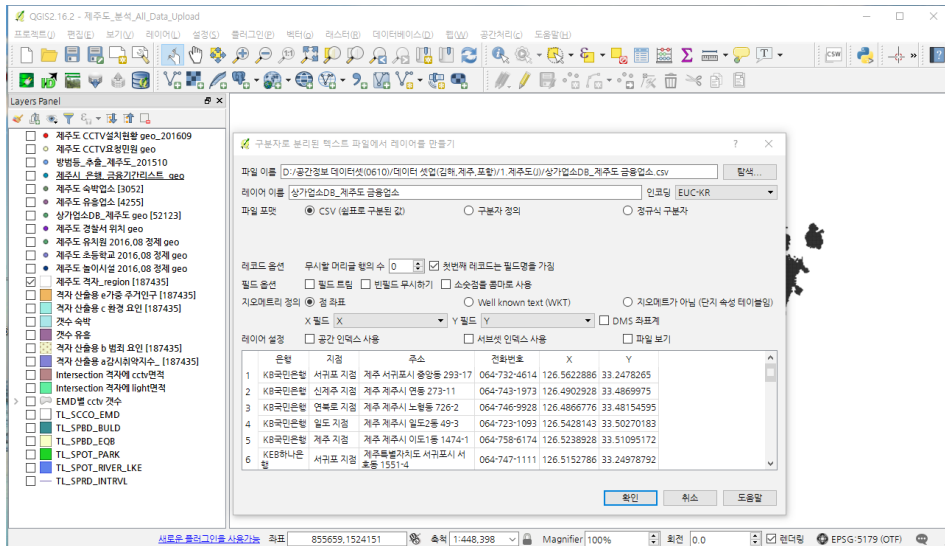 QGIS2.16.2 - 제주도_분석_All_Data_Upload
프로젝트(J) 편집(E) 보기(V) 레이어(L) 설정(S) 플러그인(P) 벡터(O) 래스터(R) 데이터베이스(D) 웹(W) 공간처리(C) 도움말(H)
CSW
Layers Panel
제주도 CCTV설치현황 geo_201609
제주도 CCTV요청민원 geo
방범등_추출_제주도_201510
제주시_은행_금융기간리스트_geo
제주도 숙박업소 [3052]
제주도 유흥업소 [4255]
상가업소DB_제주도 geo [52123]
제주도 경찰서 위치 geo
제주도 유치원 2016,08 정제 geo
제주도 초등학교 2016,08 정제 geo
제주도 놀이시설 2016,08 정제 geo
제주도 격자_region [187435]
격자 산출용 e가중 주거인구 [187435]
격자 산출용 c 환경 요인 [187435]
갯수 숙박
갯수 유흥
격자 산출용 b 범죄 요인 [187435]
격자 산출용 a감시취약지수_ [187435]
Intersection 격자에 cctv면적
Intersection 격자에 light면적
EMD별 cctv 갯수
TL_SCCO_EMD
TL_SPBD_BULD
TL_SPBD_EQB
TL_SPOT_PARK
TL_SPOT_RIVER_LKE
TL_SPRD_INTRVL
구분자로 분리된 텍스트 파일에서 레이어를 만들기
파일 이름 D:/공간정보 데이터셋(0610)/데이터 셋업(김해,제주,포항)/1.제주도(J)/상가업소DB_제주도 금융업소.csv 탐색...
레이어 이름 상가업소DB_제주도 금융업소 인코딩 EUC-KR
파일 포맷 CSV (쉼표로 구분된 값) 구분자 정의 정규식 구분자
레코드 옵션 무시할 머리글 행의 수 0 첫번째 레코드는 필드명을 가짐
필드 옵션 필드 트림 빈필드 무시하기 소숫점을 콤마로 사용
지오메트리 정의 점 좌표 Well known text (WKT) 지오메트가 아님 (단지 속성 테이블임)
X 필드 X Y 필드 Y DMS 좌표계
레이어 설정 공간 인덱스 사용 서브셋 인덱스 사용 파일 보기
은행 지점 주소 전화번호 X Y
1 KB국민은행 서귀포 지점 제주 서귀포시 중앙동 293-17 064-732-4614 126.5622886 33.2478265
2 KB국민은행 신제주 지점 제주 제주시 연동 273-11 064-743-1973 126.4902928 33.4869975
3 KB국민은행 연북로 지점 제주 제주시 노형동 726-2 064-746-9928 126.4866776 33.48154595
4 KB국민은행 일도 지점 제주 제주시 일도2동 49-3 064-723-1093 126.5428143 33.50270183
5 KB국민은행 제주 지점 제주 제주시 이도1동 1474-1 064-758-6174 126.5238928 33.51095172
6 KEB하나은행 서귀포 지점 제주특별자치도 서귀포시 서호동 1551-4 064-747-1111 126.5152786 33.24978792
확인 취소 도움말
새로운 플러그인을 사용가능 좌표 855659,1524151 축척 1:448,398 Magnifier 100% 회전 0.0 렌더링 EPSG:5179 (OTF)